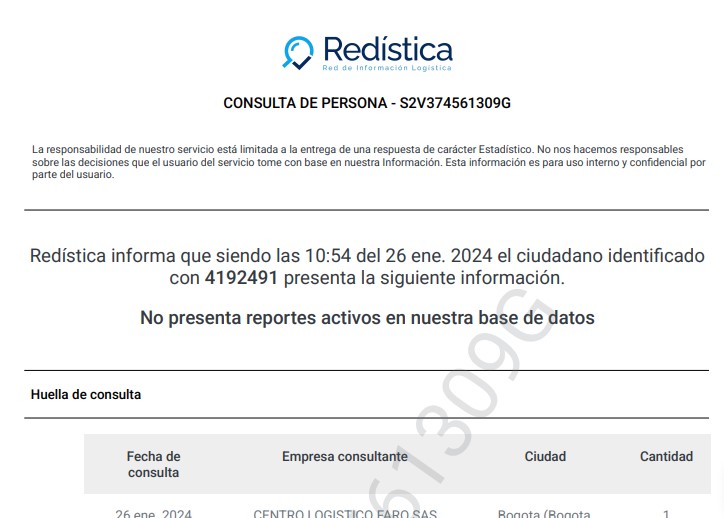 Redística
Red de Información Logística
CONSULTA DE PERSONA - S2V374561309G
La responsabilidad de nuestro servicio está limitada a la entrega de una respuesta de carácter Estadístico. No nos hacemos responsables
sobre las decisiones que el usuario del servicio tome con base en nuestra Información. Esta información es para uso interno y confidencial por
parte del usuario.
Redística informa que siendo las 10:54 del 26 ene. 2024 el ciudadano identificado
con 4192491 presenta la siguiente información.
No presenta reportes activos en nuestra base de datos
Huella de consulta
Fecha de consulta Empresa consultante Ciudad Cantidad
26 ene. 2024 CENTRO LOGISTICO FARO SAS Bogota (Bogota 1
61309G